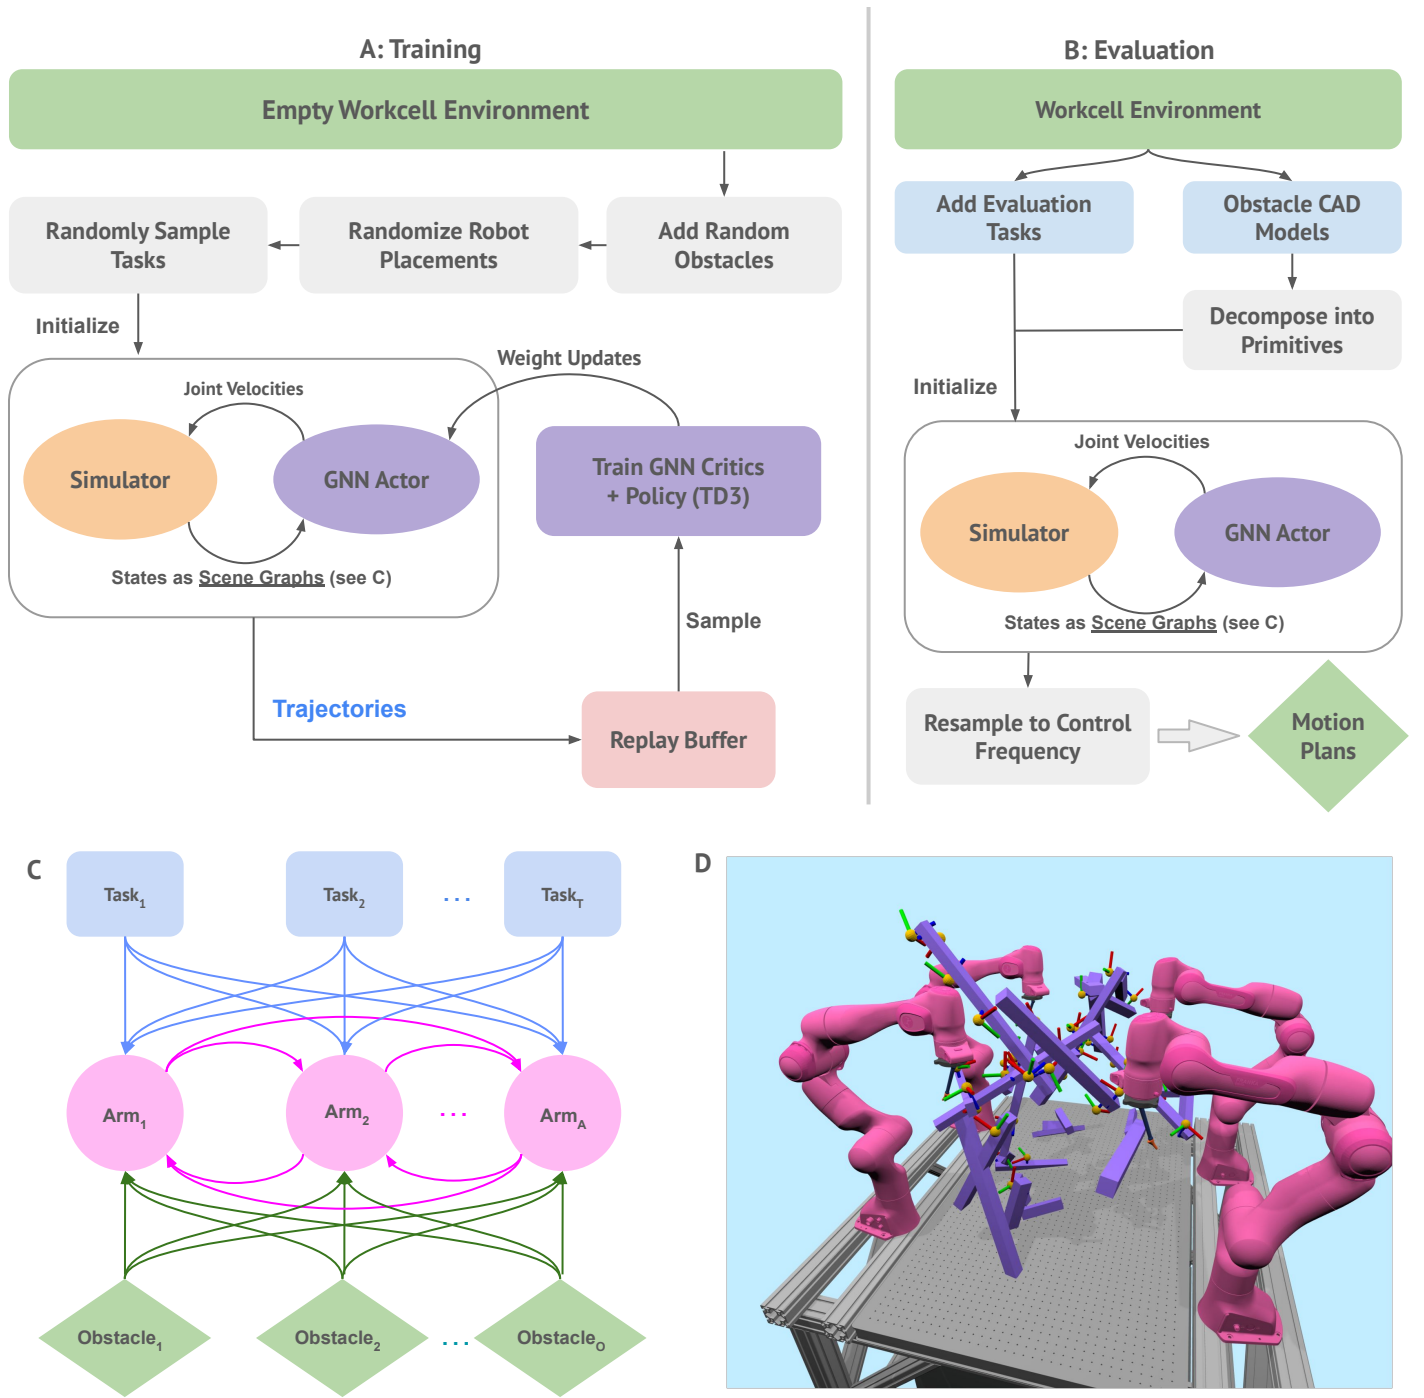 A: Training
Empty Workcell Environment
Randomly Sample
Tasks
Randomize Robot
Placements
Add Random
Obstacles
Initialize
Weight Updates
Joint Velocities
Simulator
GNN Actor
Train GNN Critics
+ Policy (TD3)
States as Scene Graphs (see C)
Sample
Trajectories
Replay Buffer
B: Evaluation
Workcell Environment
Add Evaluation
Tasks
Obstacle CAD
Models
Decompose into
Primitives
Initialize
Joint Velocities
Simulator
GNN Actor
States as Scene Graphs (see C)
Resample to Control
Frequency
Motion
Plans
C
Task1
Task2
...
TaskT
Arm1
Arm2
...
ArmA
Obstacle1
Obstacle2
...
ObstacleO
D